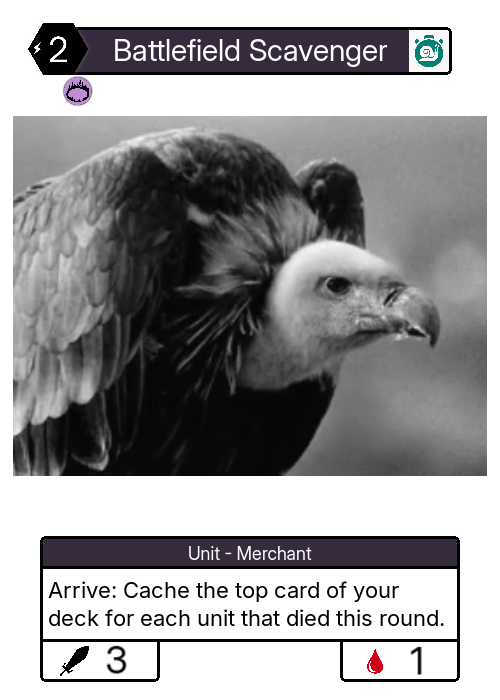 2
Battlefield Scavenger
Unit - Merchant
Arrive: Cache the top card of your
deck for each unit that died this round.
3
1